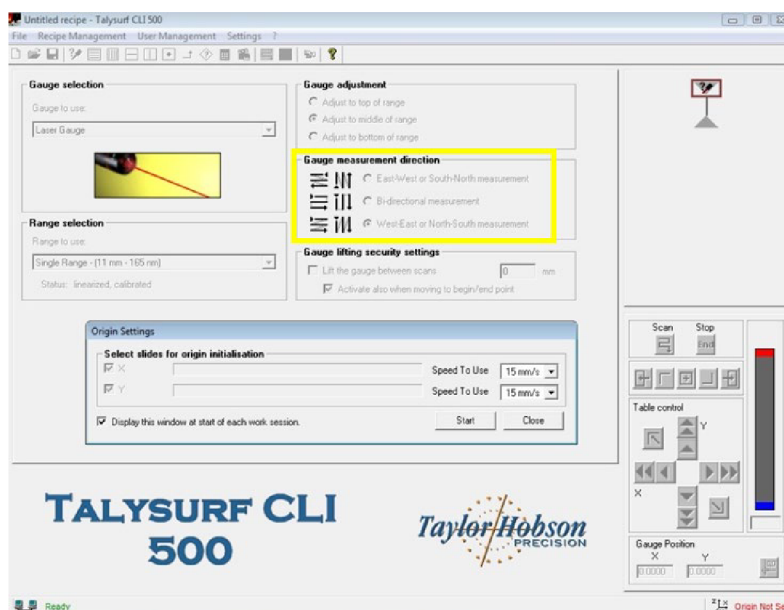 Untitled recipe - Talysurf CLI 500
File Recipe Management User Management Settings ?
Gauge selection
Gauge to use:
Laser Gauge
Range selection
Range to use:
Single Range - (11 mm - 165 nm)
Status: linearized, calibrated
Gauge adjustment
Adjust to top of range
Adjust to middle of range
Adjust to bottom of range
Gauge measurement direction
East-West or South-North measurement
Bi-directional measurement
West-East or North-South measurement
Gauge lifting security settings
Lift the gauge between scans 0 mm
Activate also when moving to begin/end point
Origin Settings
Select slides for origin initialisation
X Speed To Use 15 mm/s
Y Speed To Use 15 mm/s
Display this window at start of each work session.
Start Close
TALYSURF CLI
500
Taylor Hobson
PRECISION
Scan Stop
End
Table control
Y
X
Gauge Position
X Y
0.0000 0.0000
Ready
Z X Origin Not Se